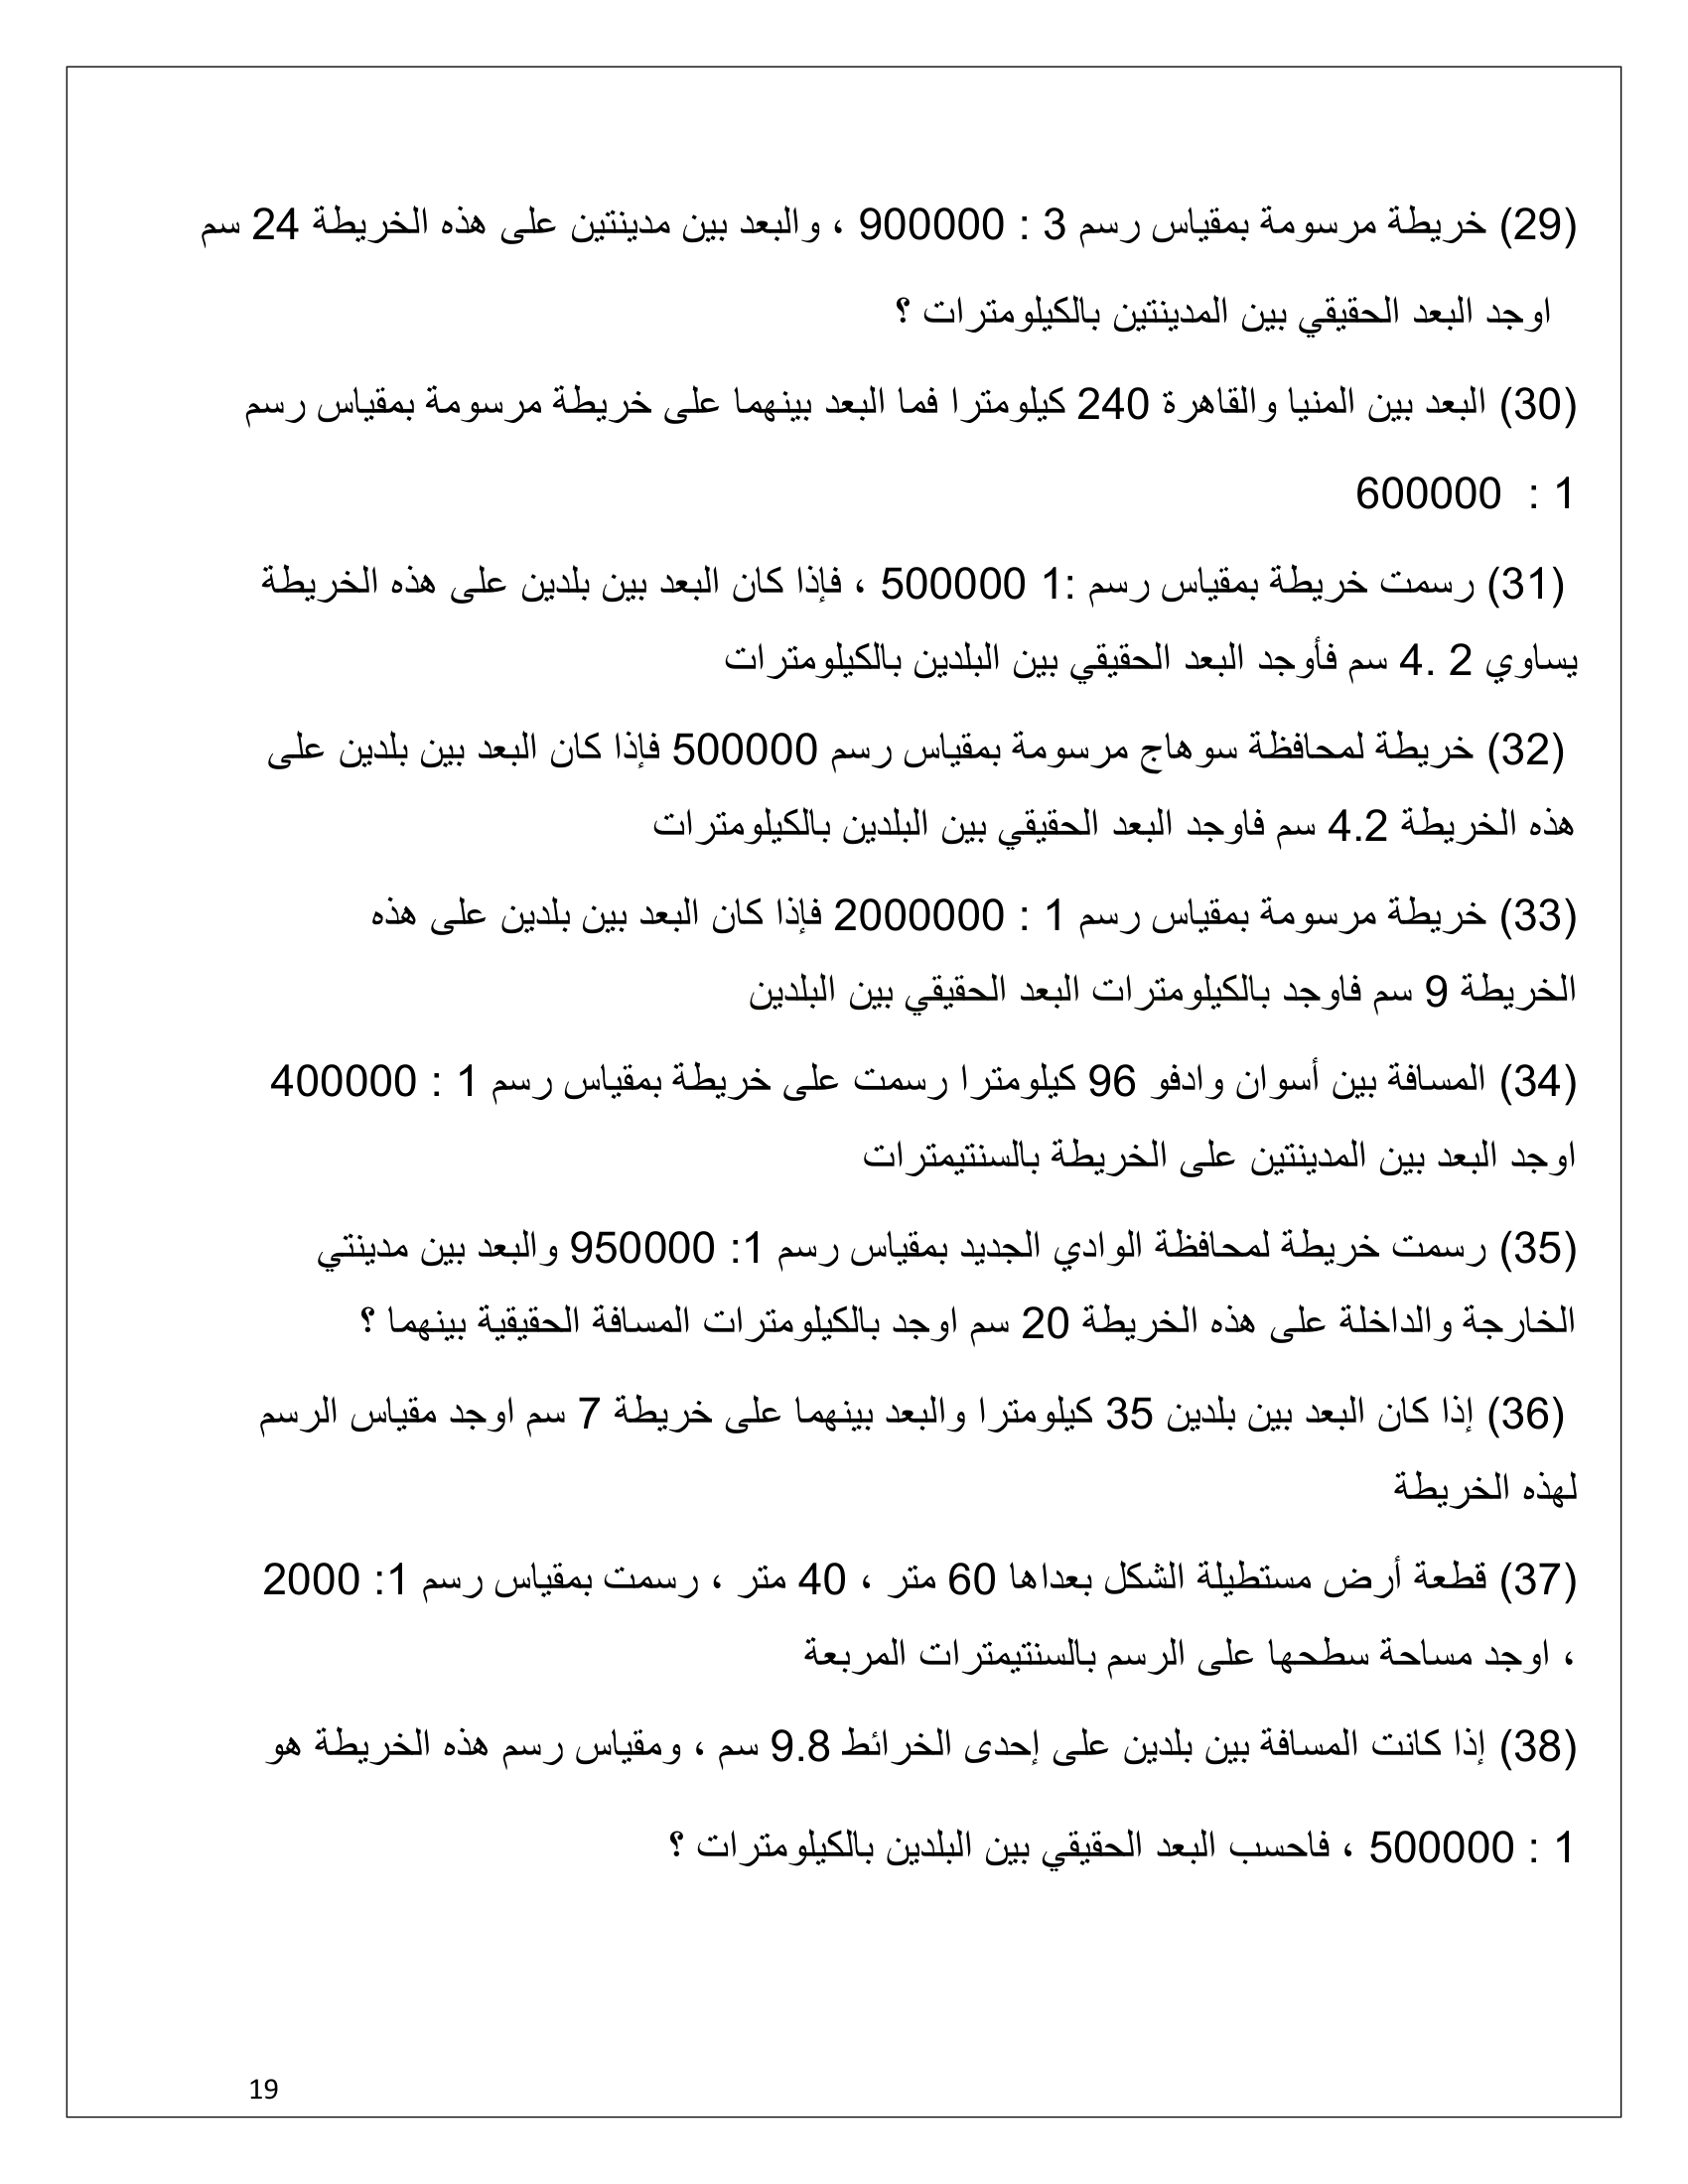 (29) خريطة مرسومة بمقياس رسم 3 : 900000 ، والبعد بين مدينتين على هذه الخريطة 24 سم
اوجد البعد الحقيقي بين المدينتين بالكيلومترات ؟
(30) البعد بين المنيا والقاهرة 240 كيلومترا فما البعد بينهما على خريطة مرسومة بمقياس رسم
1 : 600000
(31) رسمت خريطة بمقياس رسم :1 500000 ، فإذا كان البعد بين بلدين على هذه الخريطة
يساوي 2 .4 سم فأوجد البعد الحقيقي بين البلدين بالكيلومترات
(32) خريطة لمحافظة سوهاج مرسومة بمقياس رسم 500000 فإذا كان البعد بين بلدين على
هذه الخريطة 4.2 سم فاوجد البعد الحقيقي بين البلدين بالكيلومترات
(33) خريطة مرسومة بمقياس رسم 1 : 2000000 فإذا كان البعد بين بلدين على هذه
الخريطة 9 سم فاوجد بالكيلومترات البعد الحقيقي بين البلدين
(34) المسافة بين أسوان وادفو 96 كيلومترا رسمت على خريطة بمقياس رسم 1 : 400000
اوجد البعد بين المدينتين على الخريطة بالسنتيمترات
(35) رسمت خريطة لمحافظة الوادي الجديد بمقياس رسم 1: 950000 والبعد بين مدينتي
الخارجة والداخلة على هذه الخريطة 20 سم اوجد بالكيلومترات المسافة الحقيقية بينهما ؟
(36) إذا كان البعد بين بلدين 35 كيلومترا والبعد بينهما على خريطة 7 سم اوجد مقياس الرسم
لهذه الخريطة
(37) قطعة أرض مستطيلة الشكل بعداها 60 متر ، 40 متر ، رسمت بمقياس رسم 1: 2000
، اوجد مساحة سطحها على الرسم بالسنتيمترات المربعة
(38) إذا كانت المسافة بين بلدين على إحدى الخرائط 9.8 سم ، ومقياس رسم هذه الخريطة هو
1 : 500000 ، فاحسب البعد الحقيقي بين البلدين بالكيلومترات ؟
19